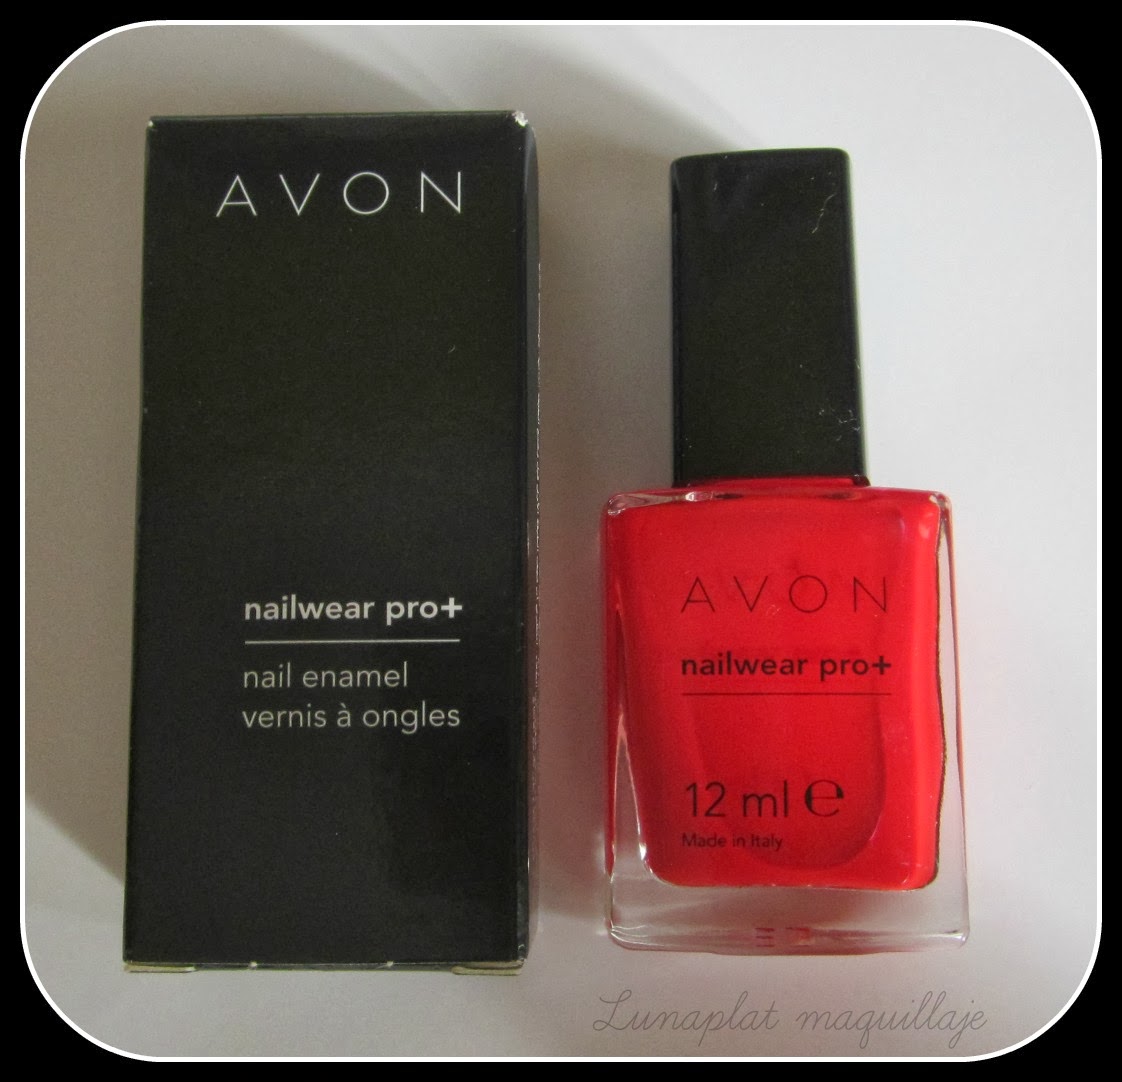 AVON
nailwear pro+
nail enamel
vernis à ongles
AVON
nailwear pro+
12 ml ℮
Made in Italy
Lunaplat maquillaje